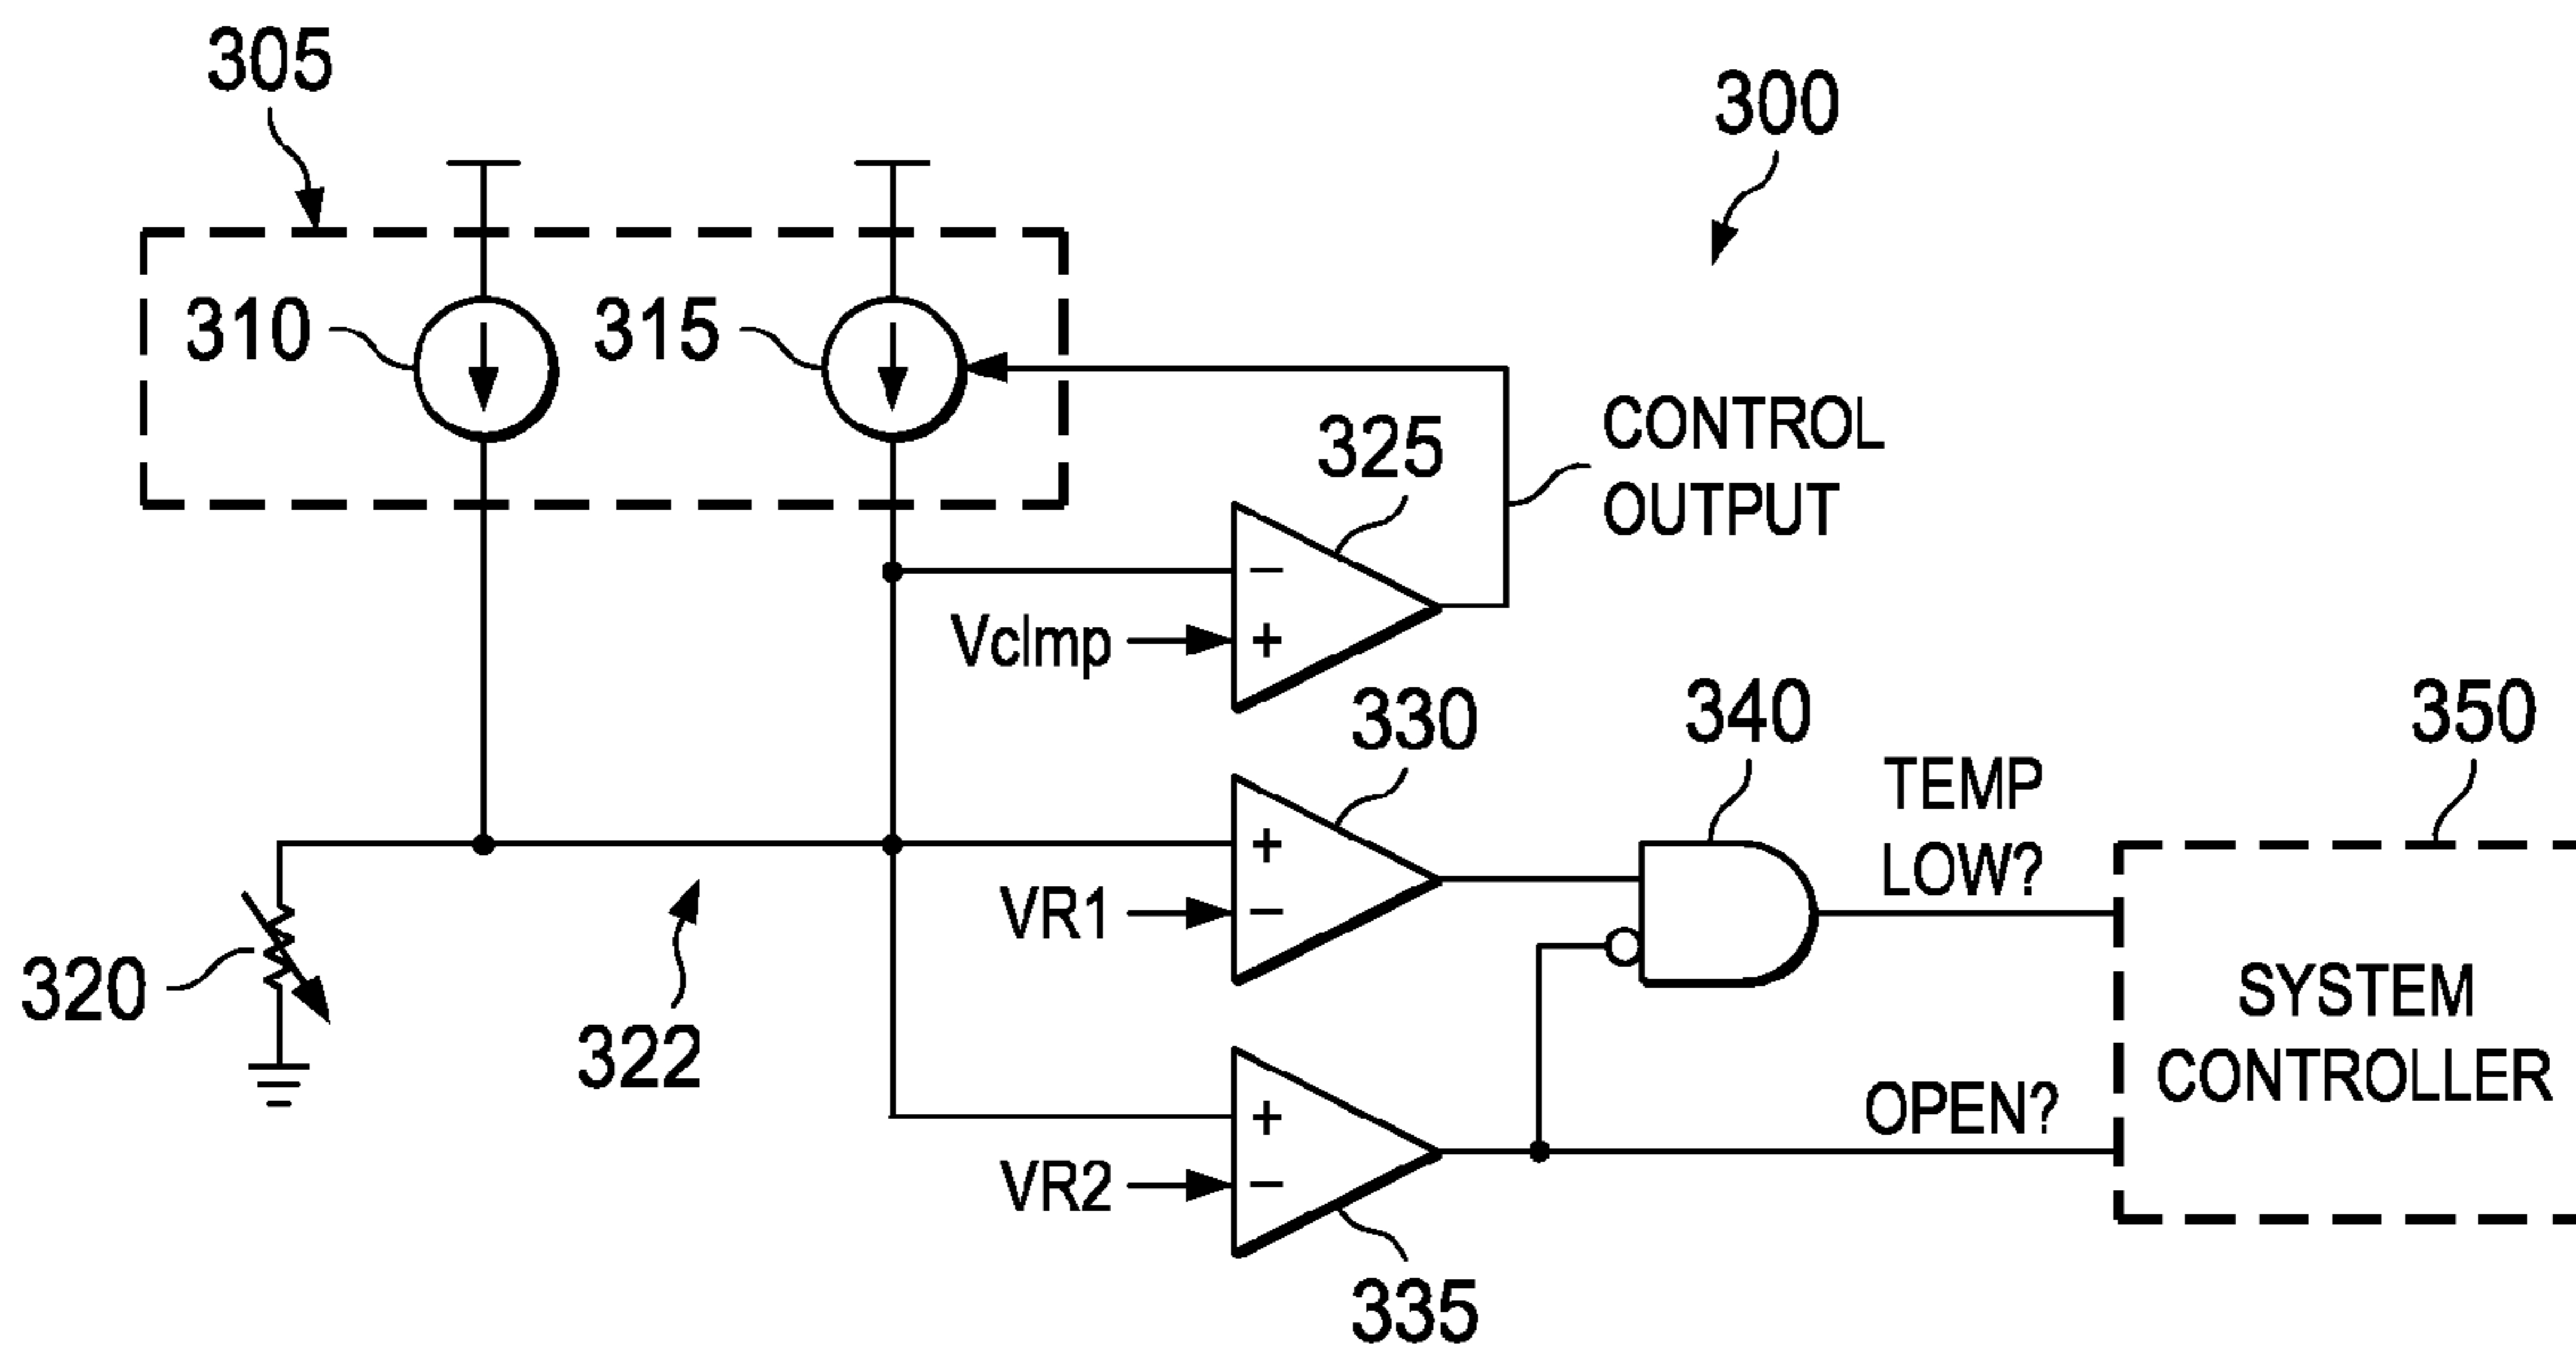 305
300
310
315
325
CONTROL
OUTPUT
−
Vclmp
+
330
340
350
TEMP
LOW?
+
VR1
−
320
322
SYSTEM
CONTROLLER
OPEN?
+
VR2
−
335